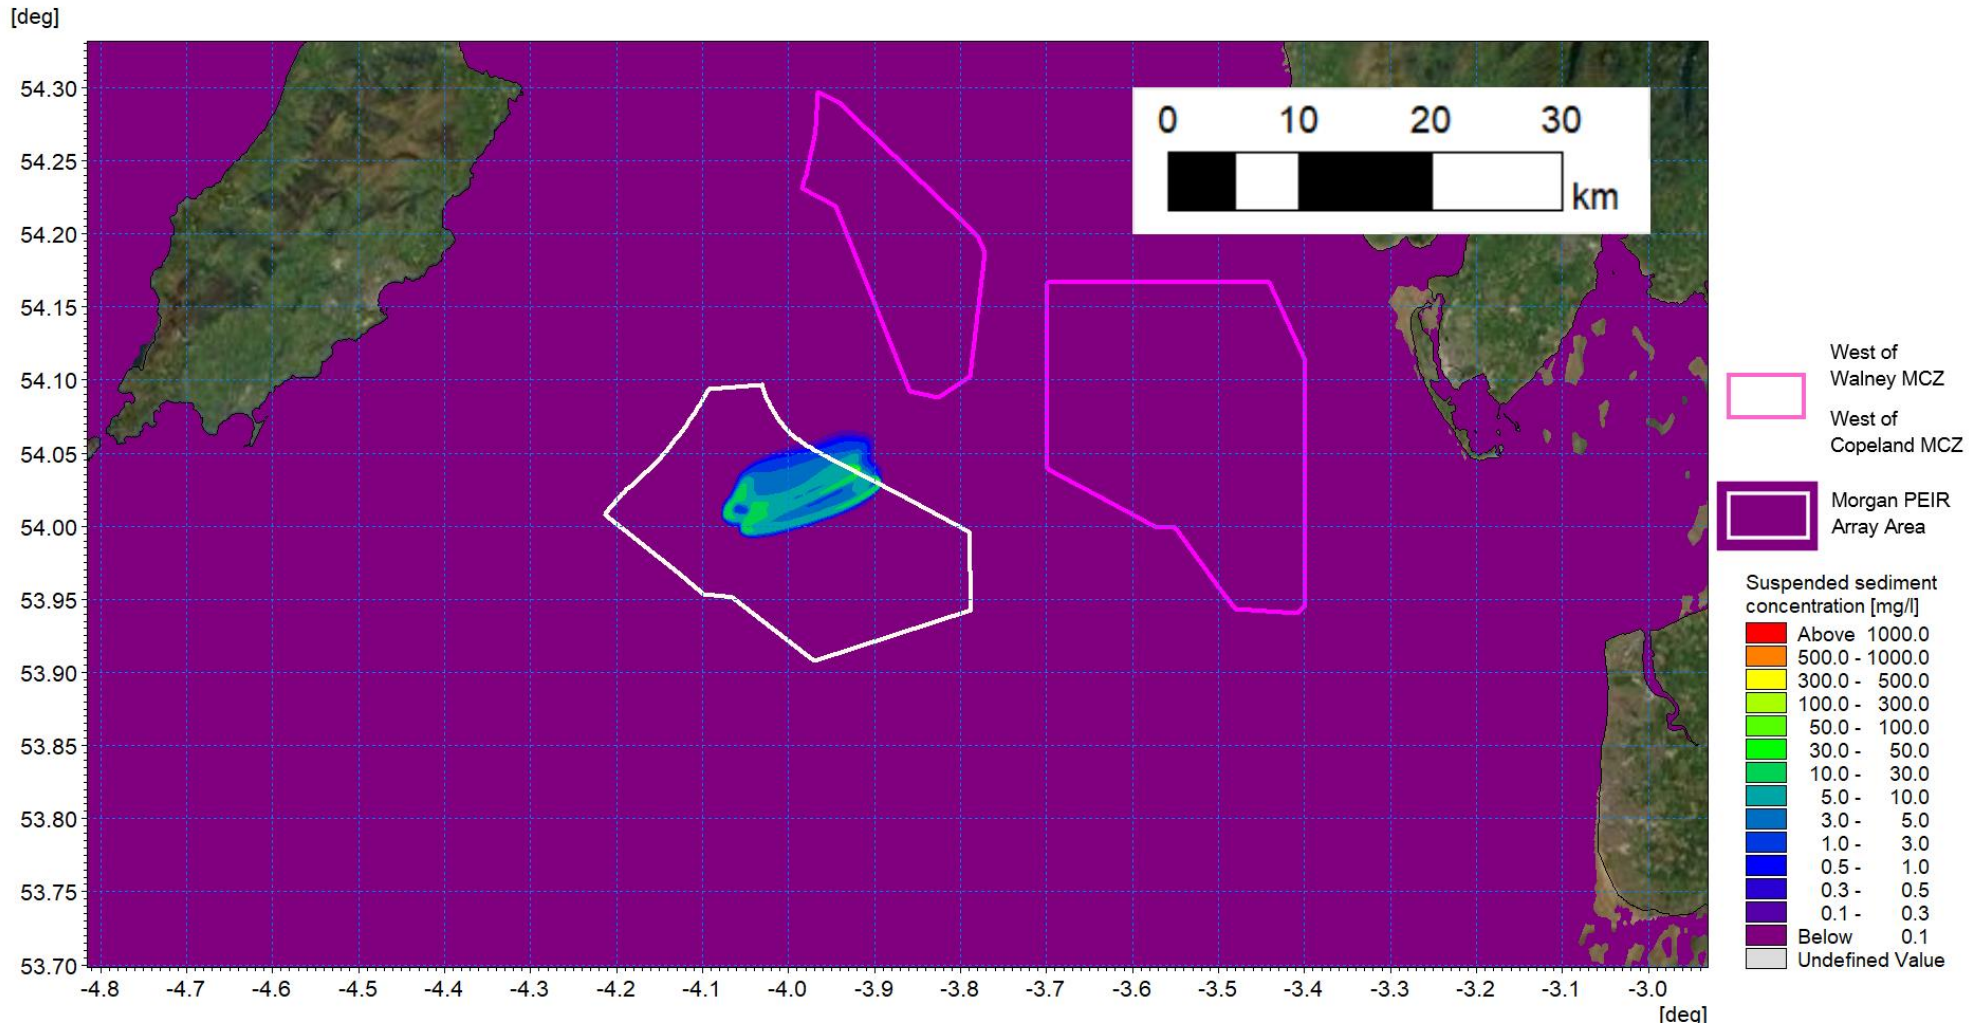 [deg]
54.30
54.25
54.20
54.15
54.10
54.05
54.00
53.95
53.90
53.85
53.80
53.75
53.70
-4.8 -4.7 -4.6 -4.5 -4.4 -4.3 -4.2 -4.1 -4.0 -3.9 -3.8 -3.7 -3.6 -3.5 -3.4 -3.3 -3.2 -3.1 -3.0
[deg]
0 10 20 30
km
West of
Walney MCZ
West of
Copeland MCZ
Morgan PEIR
Array Area
Suspended sediment
concentration [mg/l]
Above 1000.0
500.0 - 1000.0
300.0 - 500.0
100.0 - 300.0
50.0 - 100.0
30.0 - 50.0
10.0 - 30.0
5.0 - 10.0
3.0 - 5.0
1.0 - 3.0
0.5 - 1.0
0.3 - 0.5
0.1 - 0.3
Below 0.1
Undefined Value